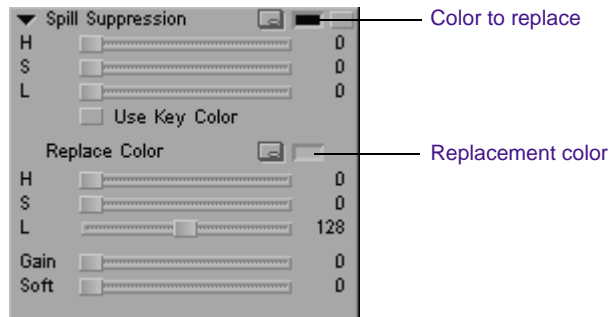 Spill Suppression
Color to replace
H 0
S 0
L 0
Use Key Color
Replace Color
Replacement color
H 0
S 0
L 128
Gain 0
Soft 0